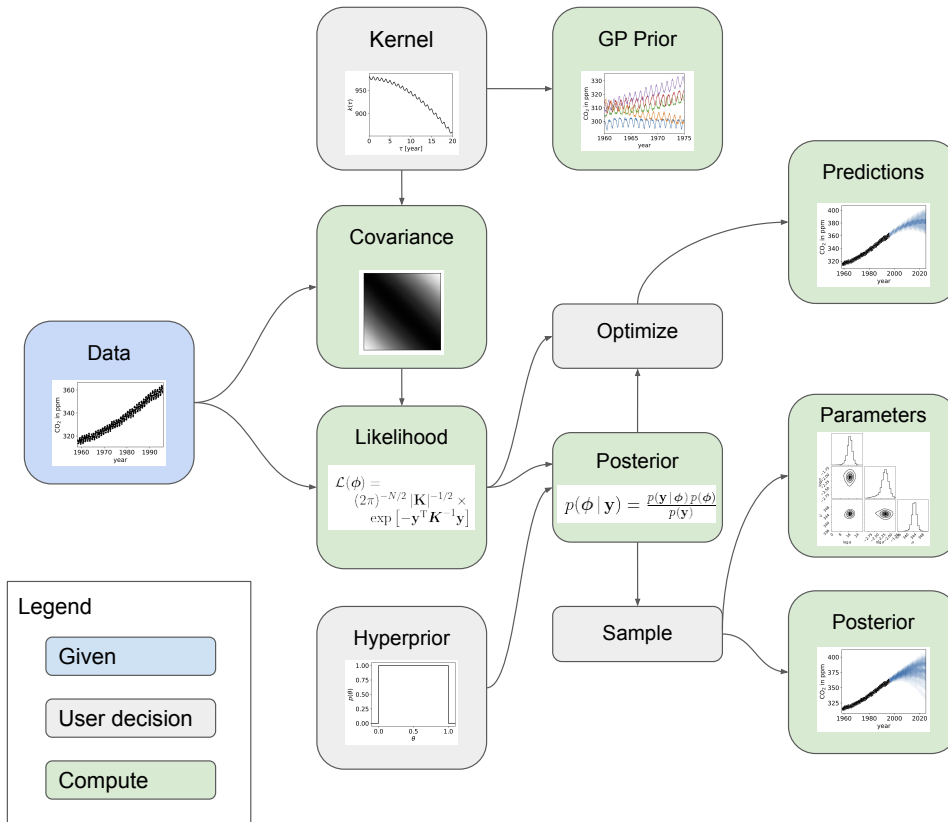 Kernel
k(τ)
950
900
0 5 10 15 20
τ [year]
GP Prior
CO₂ in ppm
330
320
310
300
1960 1965 1970 1975
year
Predictions
CO₂ in ppm
400
380
360
340
320
1960 1980 2000 2020
year
Covariance
Optimize
Data
CO₂ in ppm
360
340
320
1960 1970 1980 1990
year
Likelihood
𝓛(ϕ) =
(2π)⁻ᴺᐟ² |K|⁻¹ᐟ² ×
exp [−yᵀK⁻¹y]
Posterior
p(ϕ | y) = p(y | ϕ) p(ϕ) / p(y)
Parameters
Hyperprior
p(θ)
1.00
0.75
0.50
0.25
0.00
0.0 0.5 1.0
θ
Sample
Posterior
CO₂ in ppm
400
375
350
325
1960 1980 2000 2020
year
Legend
Given
User decision
Compute